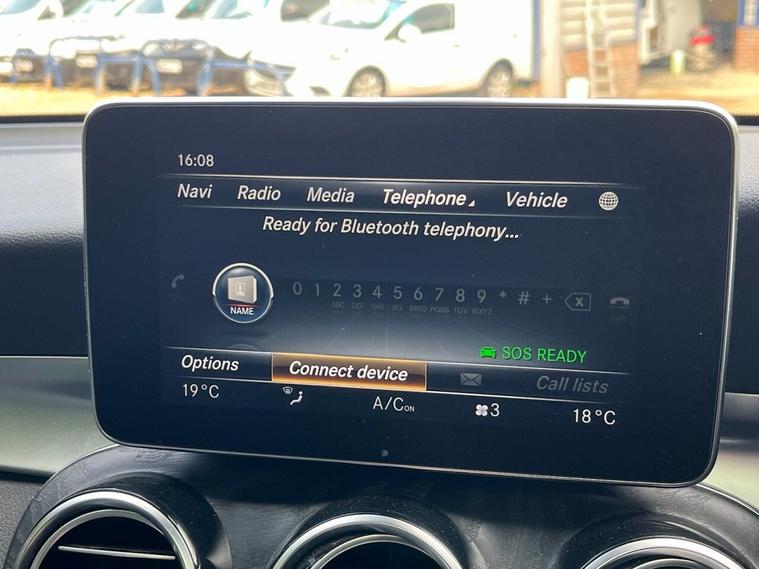 16:08
Navi Radio Media Telephone Vehicle
Ready for Bluetooth telephony...
NAME
0 1 2 3 4 5 6 7 8 9 * # +
ABC DEF GHI JKL MNO PQRS TUV WXYZ
SOS READY
Options Connect device Call lists
19°C A/C ON 3 18°C